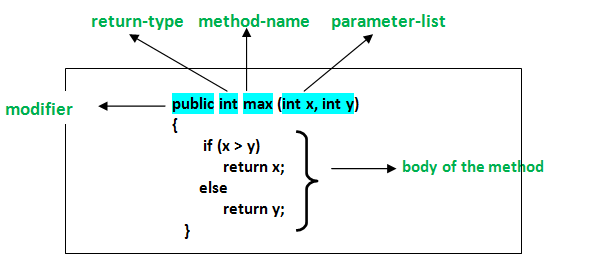 return-type method-name parameter-list
modifier
public int max (int x, int y)
{
if (x > y)
return x;
body of the method
else
return y;
}